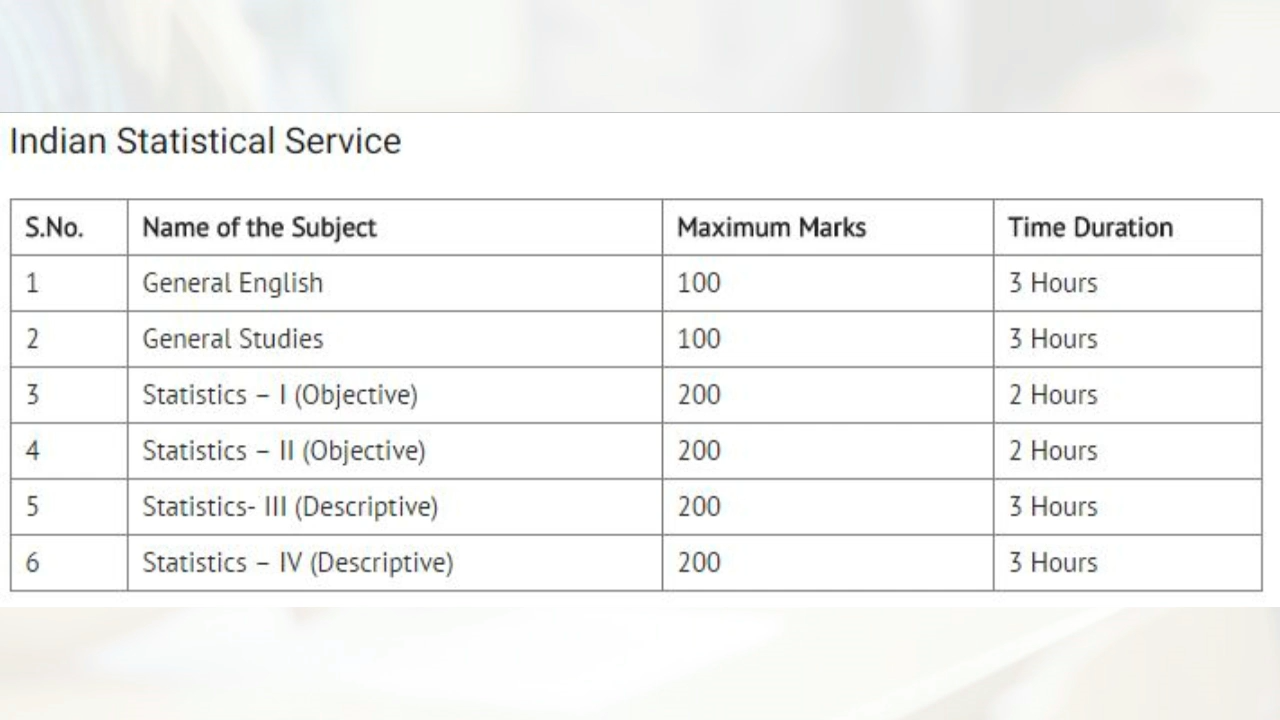 Indian Statistical Service
S.No. Name of the Subject Maximum Marks Time Duration
1 General English 100 3 Hours
2 General Studies 100 3 Hours
3 Statistics – I (Objective) 200 2 Hours
4 Statistics – II (Objective) 200 2 Hours
5 Statistics- III (Descriptive) 200 3 Hours
6 Statistics – IV (Descriptive) 200 3 Hours